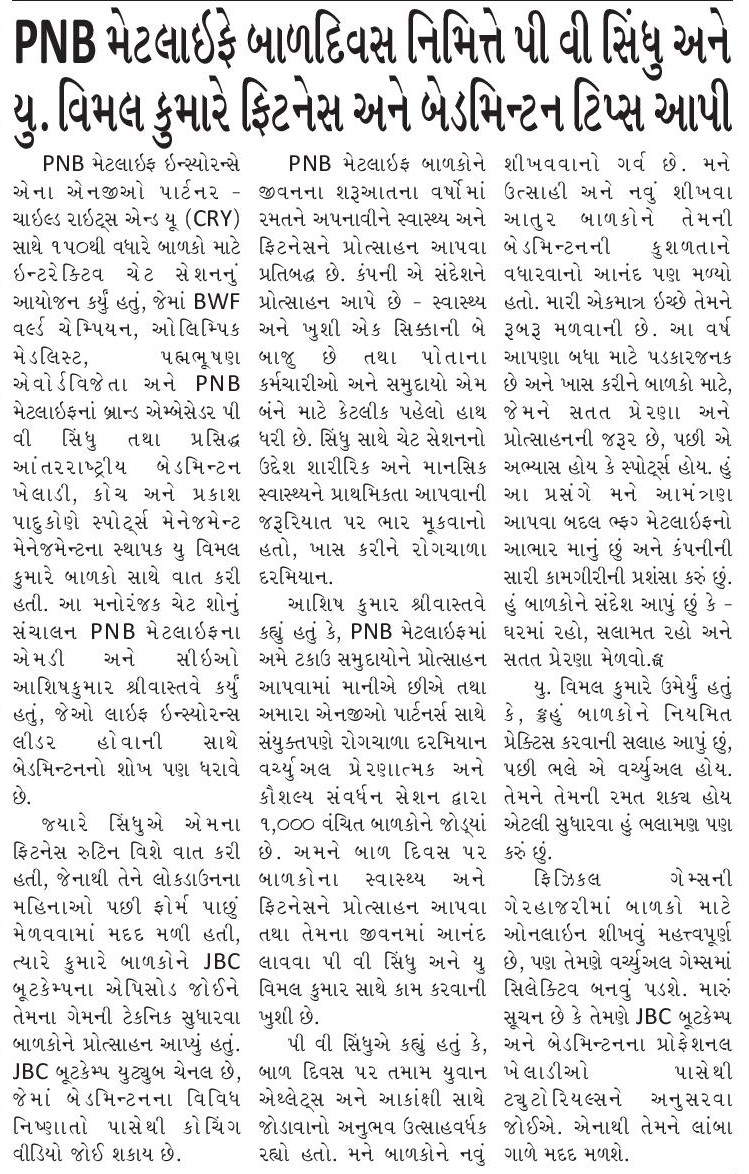 PNB મેટલાઇફે બાળદિવસ નિમિત્તે પી વી સિંધુ અને
યુ. વિમલ કુમારે ફિટનેસ અને બેડમિન્ટન ટિપ્સ આપી
PNB મેટલાઇફ ઇન્સ્યોરન્સે
એના એનજીઓ પાર્ટનર -
ચાઇલ્ડ રાઇટ્સ એન્ડ યૂ (CRY)
સાથે ૧૫૦થી વધારે બાળકો માટે
ઇન્ટરેક્ટિવ ચેટ સેશનનું
આયોજન કર્યું હતું, જેમાં BWF
વર્લ્ડ ચેમ્પિયન, ઓલિમ્પિક
મેડલિસ્ટ, પદ્મભૂષણ
એવોર્ડવિજેતા અને PNB
મેટલાઇફનાં બ્રાન્ડ એમ્બેસેડર પી
વી સિંધુ તથા પ્રસિદ્ધ
આંતરરાષ્ટ્રીય બેડમિન્ટન
ખેલાડી, કોચ અને પ્રકાશ
પાદુકોણે સ્પોર્ટ્સ મેનેજમેન્ટ
મેનેજમેન્ટના સ્થાપક યુ વિમલ
કુમારે બાળકો સાથે વાત કરી
હતી. આ મનોરંજક ચેટ શોનું
સંચાલન PNB મેટલાઇફના
એમડી અને સીઇઓ
આશિષકુમાર શ્રીવાસ્તવે કર્યું
હતું, જેઓ લાઇફ ઇન્સ્યોરન્સ
લીડર હોવાની સાથે
બેડમિન્ટનનો શોખ પણ ધરાવે
છે.
જ્યારે સિંધુએ એમના
ફિટનેસ રુટિન વિશે વાત કરી
હતી, જેનાથી તેને લોકડાઉનના
મહિનાઓ પછી ફોર્મ પાછું
મેળવવામાં મદદ મળી હતી,
ત્યારે કુમારે બાળકોને JBC
બૂટકેમ્પના એપિસોડ જોઈને
તેમના ગેમની ટેકનિક સુધારવા
બાળકોને પ્રોત્સાહન આપ્યું હતું.
JBC બૂટકેમ્પ યુટ્યુબ ચેનલ છે,
જેમાં બેડમિન્ટનના વિવિધ
નિષ્ણાતો પાસેથી કોચિંગ
વીડિયો જોઈ શકાય છે.
PNB મેટલાઇફ બાળકોને
જીવનના શરૂઆતના વર્ષોમાં
રમતને અપનાવીને સ્વાસ્થ્ય અને
ફિટનેસને પ્રોત્સાહન આપવા
પ્રતિબદ્ધ છે. કંપની એ સંદેશને
પ્રોત્સાહન આપે છે - સ્વાસ્થ્ય
અને ખુશી એક સિક્કાની બે
બાજુ છે તથા પોતાના
કર્મચારીઓ અને સમુદાયો એમ
બંને માટે કેટલીક પહેલો હાથ
ધરી છે. સિંધુ સાથે ચેટ સેશનનો
ઉદ્દેશ શારીરિક અને માનસિક
સ્વાસ્થ્યને પ્રાથમિકતા આપવાની
જરૂરિયાત પર ભાર મૂકવાનો
હતો, ખાસ કરીને રોગચાળા
દરમિયાન.
આશિષ કુમાર શ્રીવાસ્તવે
કહ્યું હતું કે, PNB મેટલાઇફમાં
અમે ટકાઉ સમુદાયોને પ્રોત્સાહન
આપવામાં માનીએ છીએ તથા
અમારા એનજીઓ પાર્ટનર્સ સાથે
સંયુક્તપણે રોગચાળા દરમિયાન
વર્ચ્યુઅલ પ્રેરણાત્મક અને
કૌશલ્ય સંવર્ધન સેશન દ્વારા
૧,૦૦૦ વંચિત બાળકોને જોડ્યાં
છે. અમને બાળ દિવસ પર
બાળકોના સ્વાસ્થ્ય અને
ફિટનેસને પ્રોત્સાહન આપવા
તથા તેમના જીવનમાં આનંદ
લાવવા પી વી સિંધુ અને યુ
વિમલ કુમાર સાથે કામ કરવાની
ખુશી છે.
પી વી સિંધુએ કહ્યું હતું કે,
બાળ દિવસ પર તમામ યુવાન
એથ્લેટ્સ અને આકાંક્ષી સાથે
જોડાવાનો અનુભવ ઉત્સાહવર્ધક
રહ્યો હતો. મને બાળકોને નવું
શીખવવાનો ગર્વ છે. મને
ઉત્સાહી અને નવું શીખવા
આતુર બાળકોને તેમની
બેડમિન્ટનની કુશળતાને
વધારવાનો આનંદ પણ મળ્યો
હતો. મારી એકમાત્ર ઇચ્છે તેમને
રૂબરૂ મળવાની છે. આ વર્ષ
આપણા બધા માટે પડકારજનક
છે અને ખાસ કરીને બાળકો માટે,
જેમને સતત પ્રેરણા અને
પ્રોત્સાહનની જરૂર છે, પછી એ
અભ્યાસ હોય કે સ્પોર્ટ્સ હોય. હું
આ પ્રસંગે મને આમંત્રણ
આપવા બદલ ભ્ફગ મેટલાઇફનો
આભાર માનું છું અને કંપનીની
સારી કામગીરીની પ્રશંસા કરું છું.
હું બાળકોને સંદેશ આપું છું કે -
ઘરમાં રહો, સલામત રહો અને
સતત પ્રેરણા મેળવો.
યુ. વિમલ કુમારે ઉમેર્યું હતું
કે, બાળકોને નિયમિત
પ્રેક્ટિસ કરવાની સલાહ આપું છું,
પછી ભલે એ વર્ચ્યુઅલ હોય.
તેમને તેમની રમત શક્ય હોય
એટલી સુધારવા હું ભલામણ પણ
કરું છું.
ફિઝિકલ ગેમ્સની
ગેરહાજરીમાં બાળકો માટે
ઓનલાઇન શીખવું મહત્ત્વપૂર્ણ
છે, પણ તેમણે વર્ચ્યુઅલ ગેમ્સમાં
સિલેક્ટિવ બનવું પડશે. મારું
સૂચન છે કે તેમણે JBC બૂટકેમ્પ
અને બેડમિન્ટનના પ્રોફેશનલ
ખેલાડીઓ પાસેથી
ટ્યુટોરિયલ્સને અનુસરવા
જોઈએ. એનાથી તેમને લાંબા
ગાળે મદદ મળશે.